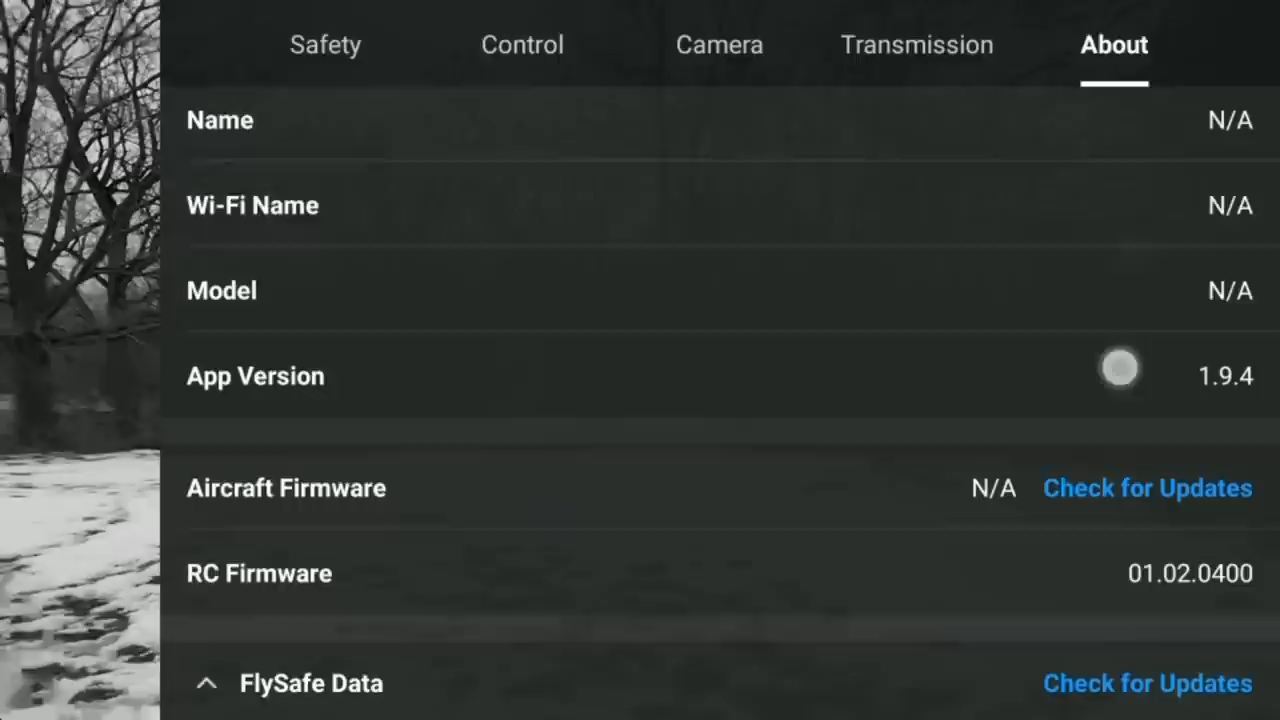 Safety Control Camera Transmission About
Name N/A
Wi-Fi Name N/A
Model N/A
App Version 1.9.4
Aircraft Firmware N/A Check for Updates
RC Firmware 01.02.0400
FlySafe Data Check for Updates